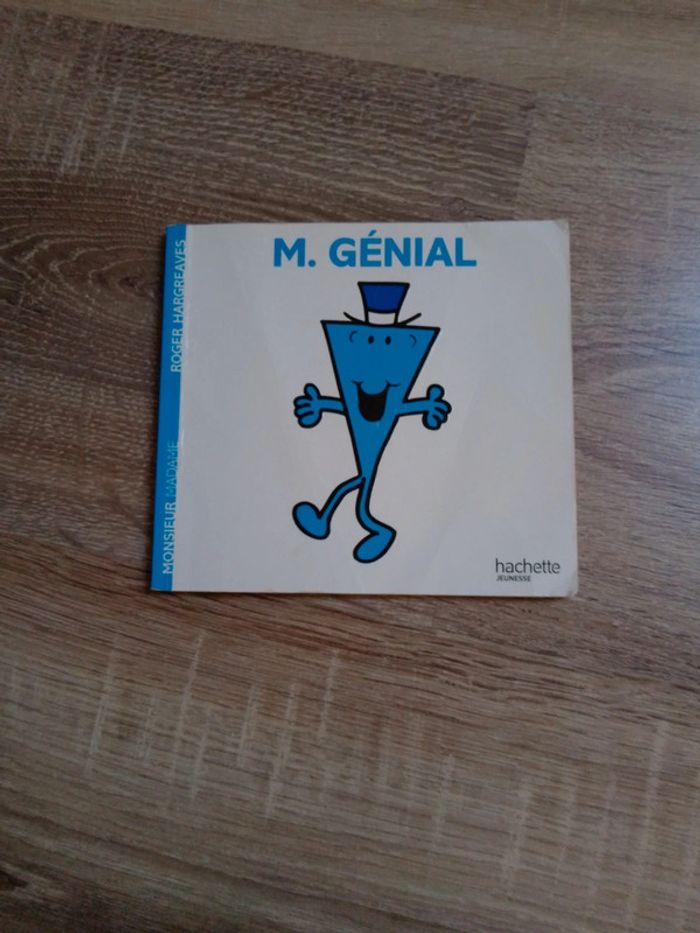 M. GÉNIAL
MONSIEUR MADAME
ROGER HARGREAVES
hachette
JEUNESSE